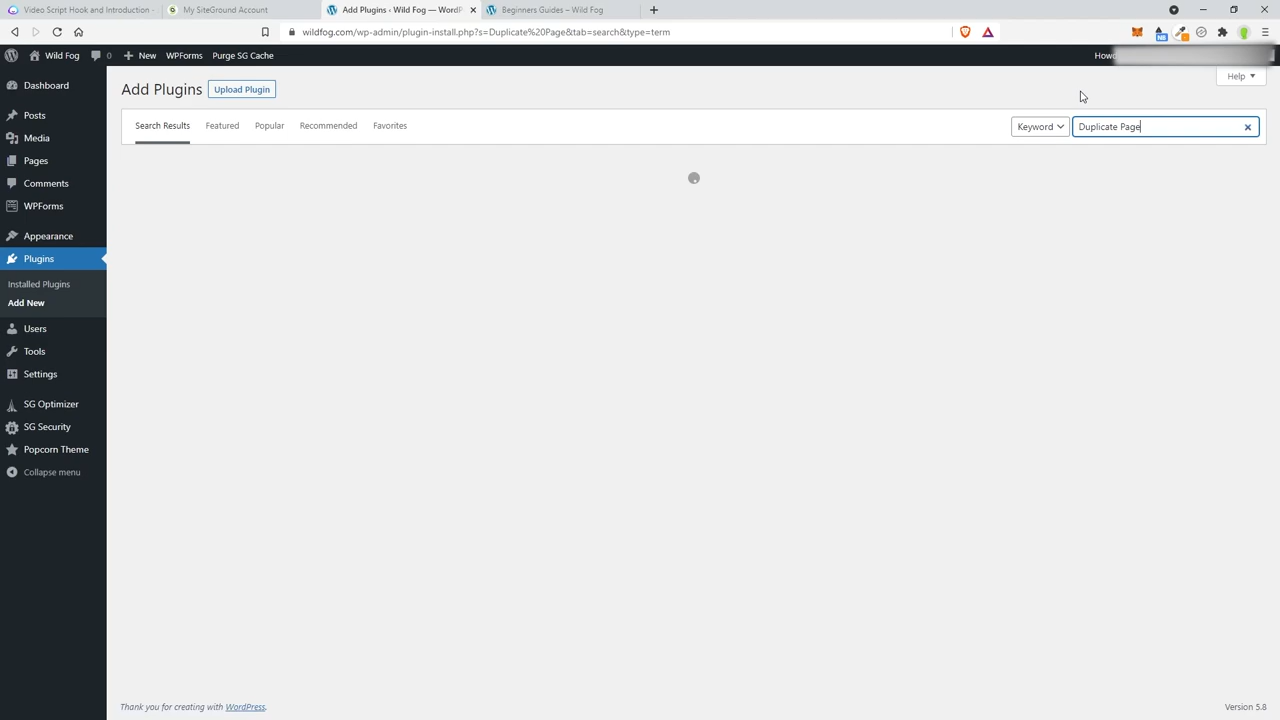 Video Script Hook and Introduction -
My SiteGround Account
Add Plugins ‹ Wild Fog — WordP
Beginners Guides – Wild Fog
wildfog.com/wp-admin/plugin-install.php?s=Duplicate%20Page&tab=search&type=term
Wild Fog
0
New
WPForms
Purge SG Cache
Howd
Help
Dashboard
Posts
Media
Pages
Comments
WPForms
Appearance
Plugins
Installed Plugins
Add New
Users
Tools
Settings
SG Optimizer
SG Security
Popcorn Theme
Collapse menu
Add Plugins
Upload Plugin
Search Results
Featured
Popular
Recommended
Favorites
Keyword
Duplicate Page
Thank you for creating with WordPress.
Version 5.8